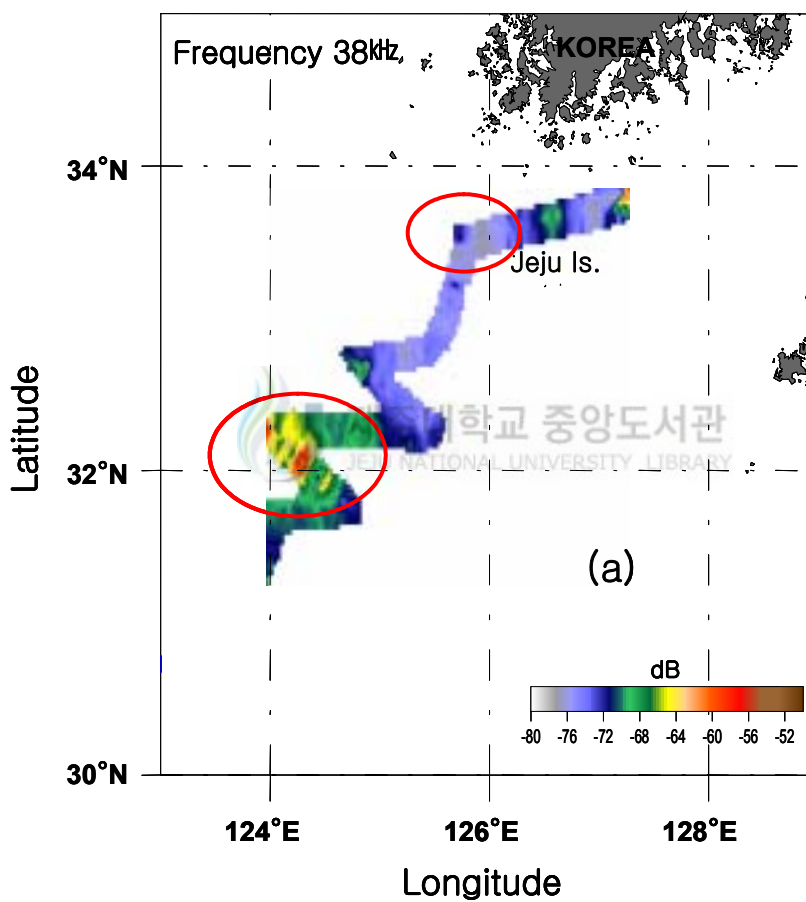 Frequency 38kHz,
KOREA
34°N
Jeju Is.
대학교 중앙도서관
JEJU NATIONAL UNIVERSITY LIBRARY
32°N
(a)
dB
-80 -76 -72 -68 -64 -60 -56 -52
30°N
124°E 126°E 128°E
Latitude
Longitude